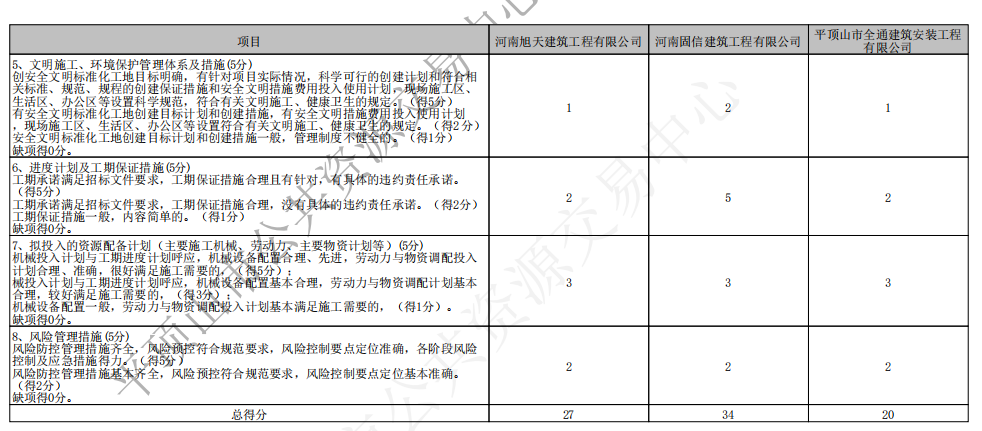 项目 河南旭天建筑工程有限公司 河南固信建筑工程有限公司 平顶山市全通建筑安装工程
有限公司
5、文明施工、环境保护管理体系及措施(5分)
创安全文明标准化工地目标明确，有针对项目实际情况，科学可行的创建计划和符合相
关标准、规范、规程的创建保证措施和安全文明措施费用投入使用计划，现场施工区、
生活区、办公区等设置科学规范，符合有关文明施工、健康卫生的规定。（得5分）
有安全文明标准化工地创建目标计划和创建措施，有安全文明措施费用投入使用计划
，现场施工区、生活区、办公区等设置符合有关文明施工、健康卫生的规定。（得2 分）
安全文明标准化工地创建目标计划和创建措施一般，管理制度不健全的。（得1分）
缺项得0分。
1 2 1
6、进度计划及工期保证措施(5分)
工期承诺满足招标文件要求，工期保证措施合理且有针对，有具体的违约责任承诺。
（得5分）
工期承诺满足招标文件要求，工期保证措施合理，没有具体的违约责任承诺。（得2分）
工期保证措施一般，内容简单的。（得1分）
缺项得0分。
2 5 2
7、拟投入的资源配备计划（主要施工机械、劳动力、主要物资计划等）(5分)
机械投入计划与工期进度计划呼应，机械设备配置合理、先进，劳动力与物资调配投入
计划合理、准确，很好满足施工需要的，（得5分）；
械投入计划与工期进度计划呼应，机械设备配置基本合理，劳动力与物资调配计划基本
合理，较好满足施工需要的，（得3分）；
机械设备配置一般，劳动力与物资调配投入计划基本满足施工需要的，（得1分）。
缺项得0分。
3 3 3
8、风险管理措施(5分)
风险防控管理措施齐全，风险预控符合规范要求，风险控制要点定位准确，各阶段风险
控制及应急措施得力。（得5分）
风险防控管理措施基本齐全，风险预控符合规范要求，风险控制要点定位基本准确。
（得2分）
缺项得0分。
2 2 2
总得分 27 34 20
平顶山市公共资源交易中心
市公共资源交易中心